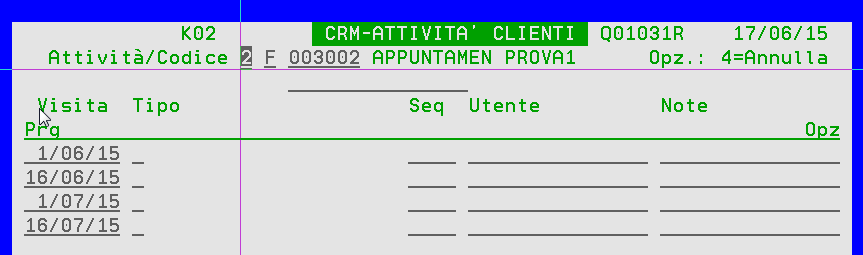 K02 CRM-ATTIVITA' CLIENTI Q01031R 17/06/15
Attività/Codice 2 F 003002 APPUNTAMEN PROVA1 Opz.: 4=Annulla
Visita Tipo Seq Utente Note
Prg Opz
1/06/15
16/06/15
1/07/15
16/07/15